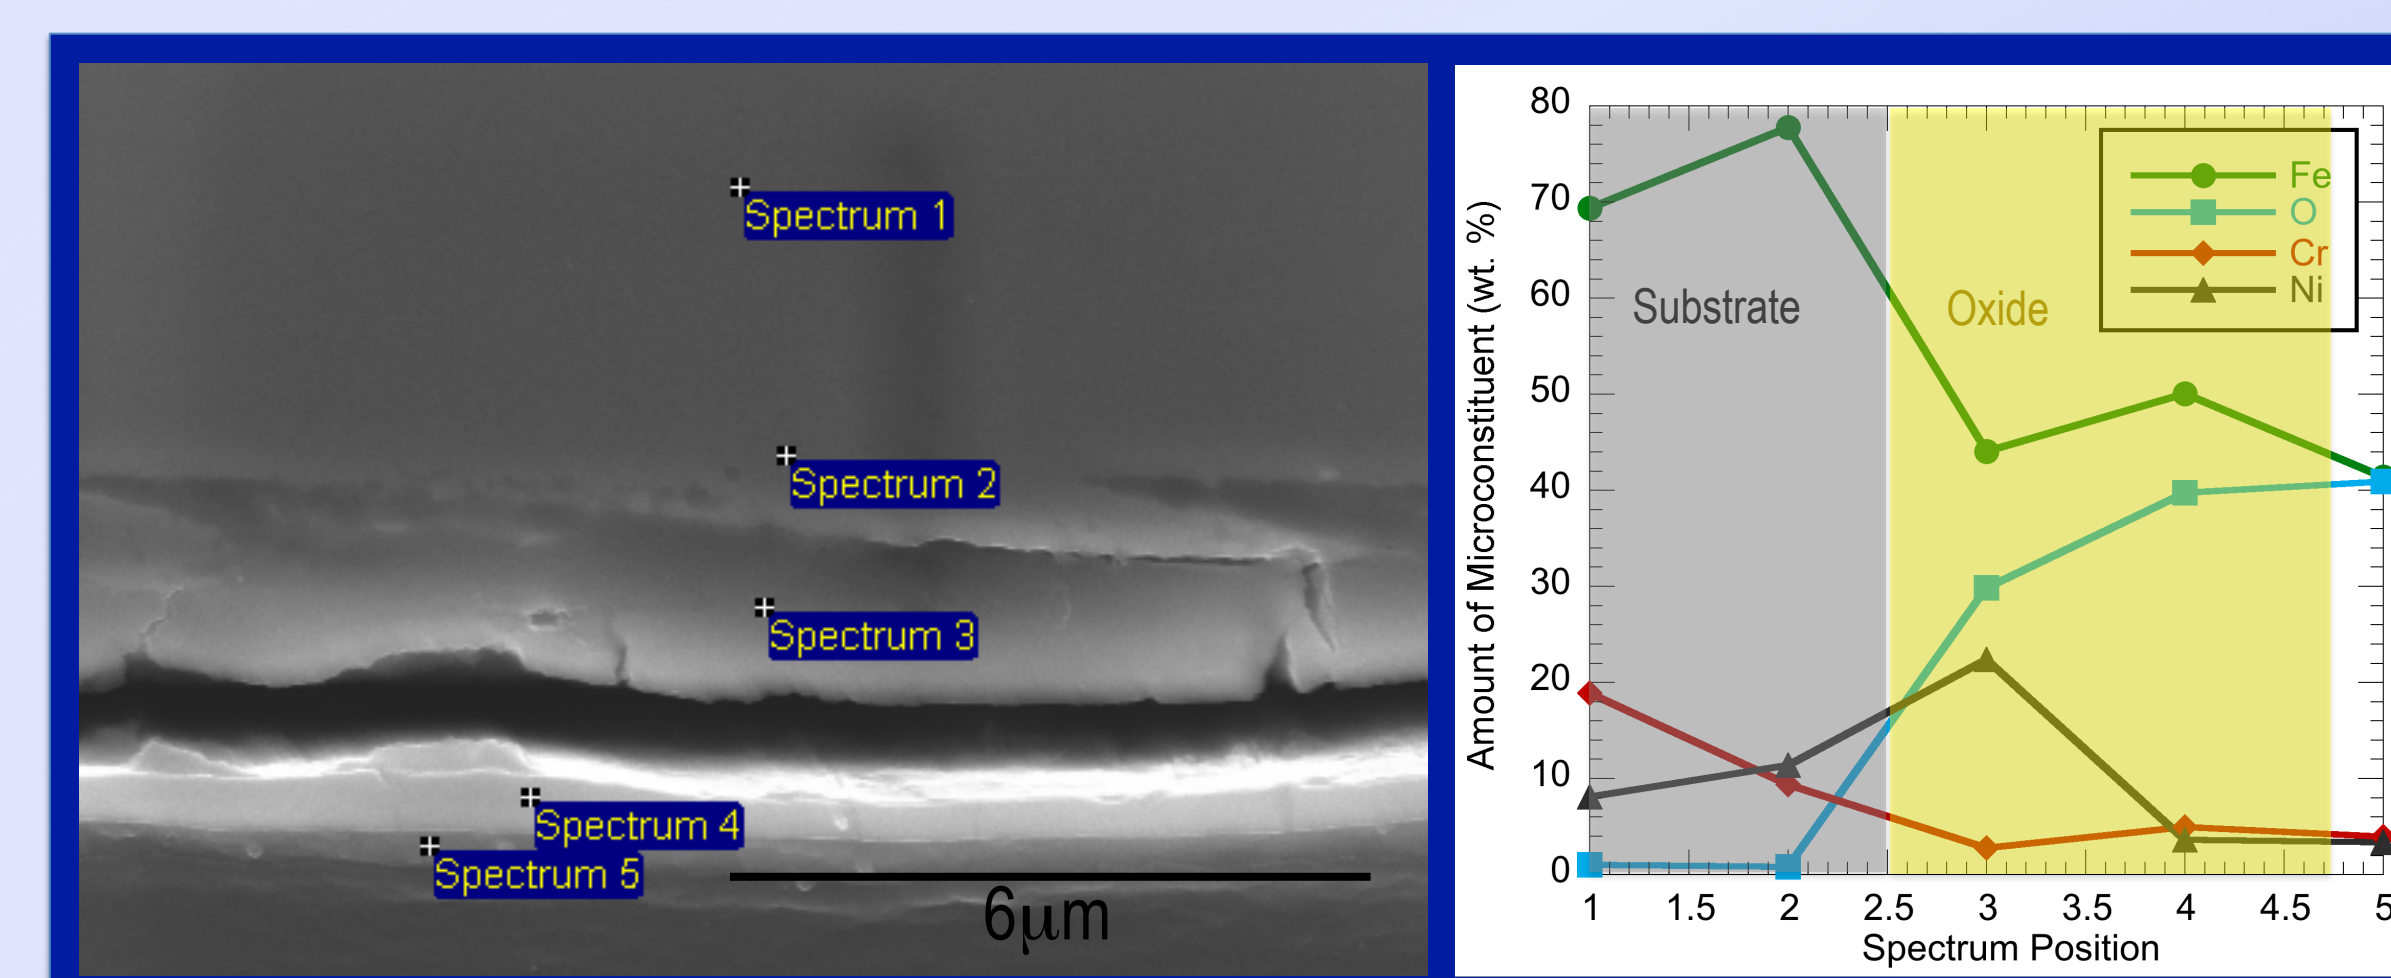 Spectrum 1
Spectrum 2
Spectrum 3
Spectrum 4
Spectrum 5
6μm
Amount of Microconstituent (wt. %)
80
70
60
50
40
30
20
10
0
Substrate
Oxide
Fe
O
Cr
Ni
1 1.5 2 2.5 3 3.5 4 4.5 5
Spectrum Position